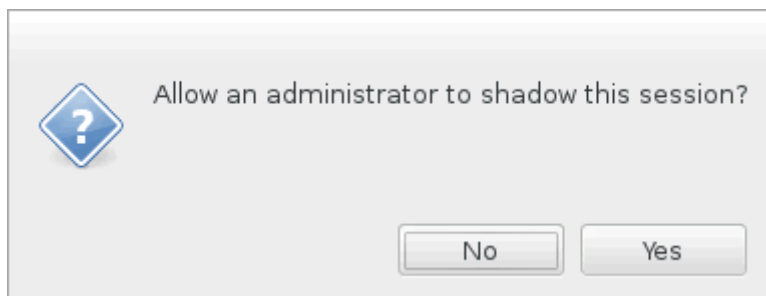 Allow an administrator to shadow this session?
No
Yes